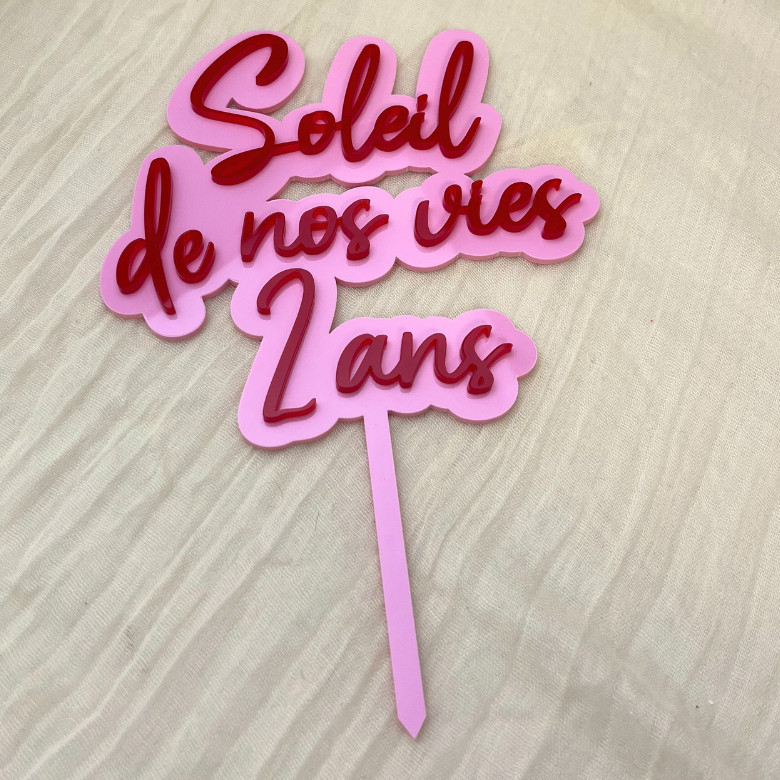 Soleil
de nos vies
2 ans